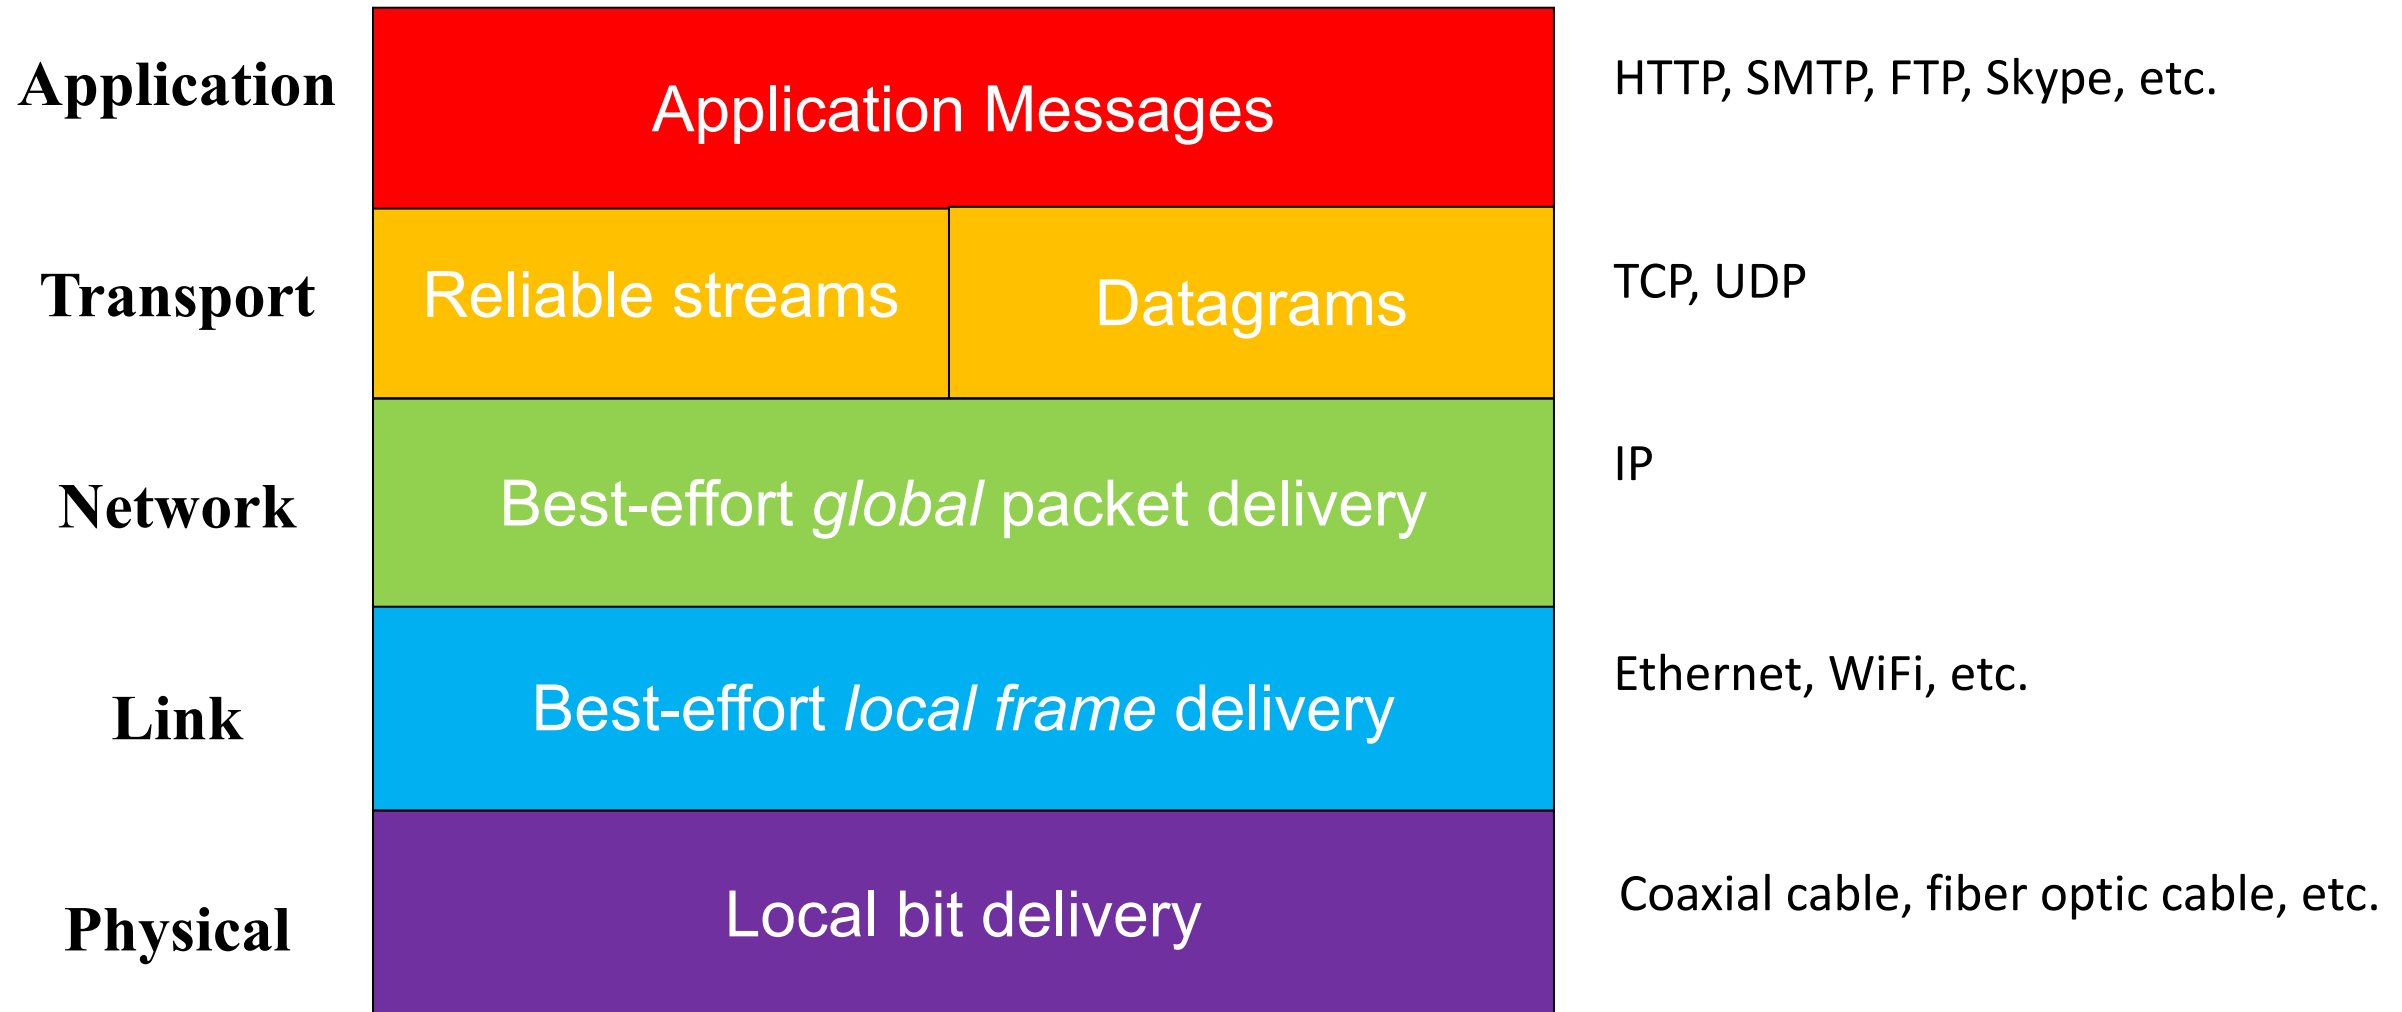 Application
Application Messages
HTTP, SMTP, FTP, Skype, etc.
Transport
Reliable streams
Datagrams
TCP, UDP
Network
Best-effort global packet delivery
IP
Link
Best-effort local frame delivery
Ethernet, WiFi, etc.
Physical
Local bit delivery
Coaxial cable, fiber optic cable, etc.